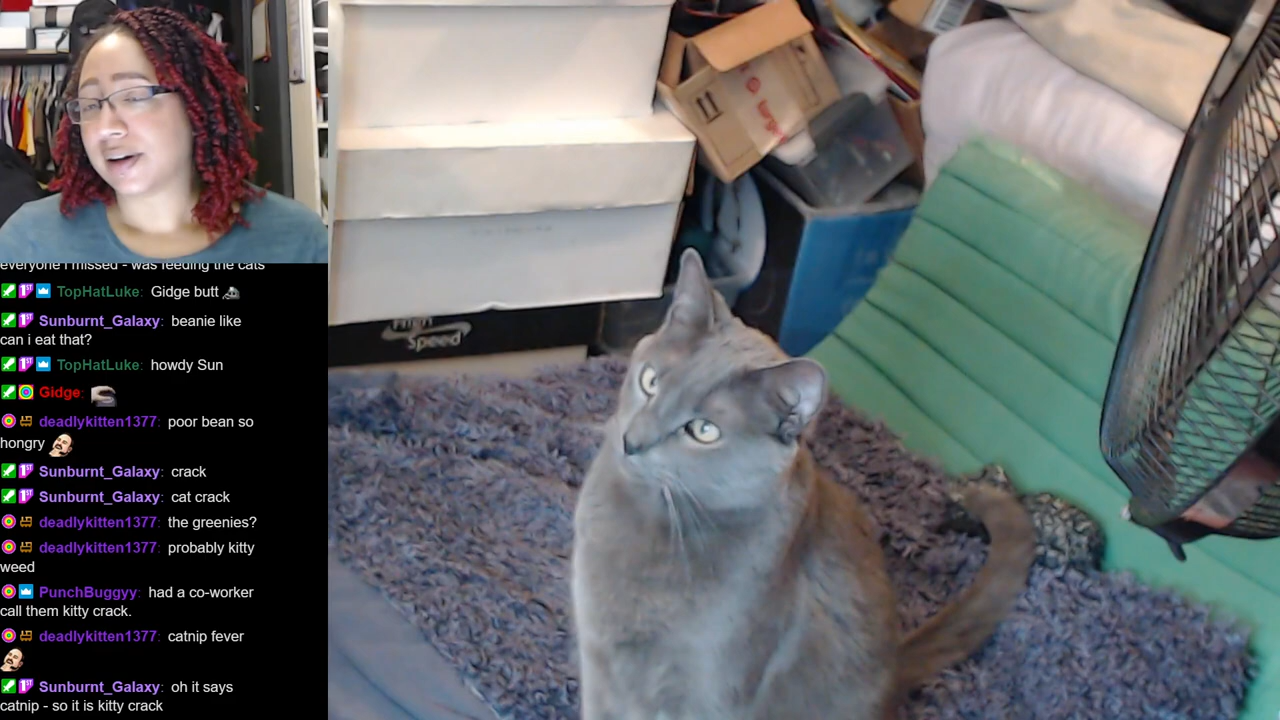 everyone i missed - was feeding the cats
TopHatLuke: Gidge butt
Sunburnt_Galaxy: beanie like
can i eat that?
TopHatLuke: howdy Sun
Gidge:
deadlykitten1377: poor bean so
hongry
Sunburnt_Galaxy: crack
Sunburnt_Galaxy: cat crack
deadlykitten1377: the greenies?
deadlykitten1377: probably kitty
weed
PunchBuggyy: had a co-worker
call them kitty crack.
deadlykitten1377: catnip fever
Sunburnt_Galaxy: oh it says
catnip - so it is kitty crack
High
Speed
target